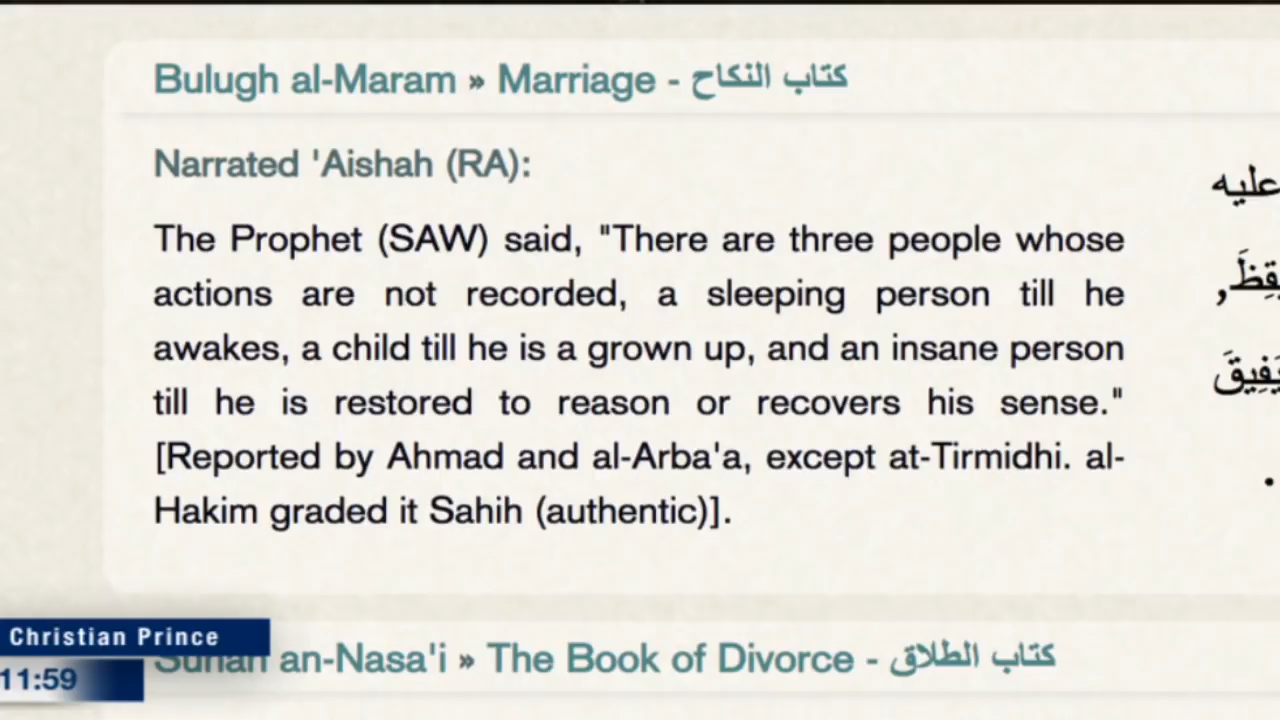 Bulugh al-Maram » Marriage - كتاب النكاح
Narrated 'Aishah (RA):
The Prophet (SAW) said, "There are three people whose
actions are not recorded, a sleeping person till he
awakes, a child till he is a grown up, and an insane person
till he is restored to reason or recovers his sense."
[Reported by Ahmad and al-Arba'a, except at-Tirmidhi. al-
Hakim graded it Sahih (authentic)].
عليه
Christian Prince
11:59
Sunan an-Nasa'i » The Book of Divorce - كتاب الطلاق